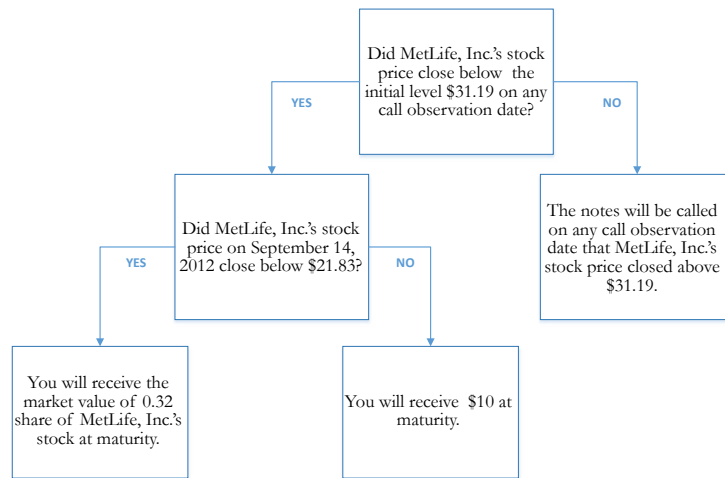 Did MetLife, Inc.'s stock
price close below the
initial level $31.19 on any
call observation date?
YES
NO
Did MetLife, Inc.'s stock
price on September 14,
2012 close below $21.83?
The notes will be called
on any call observation
date that MetLife, Inc.'s
stock price closed above
$31.19.
YES
NO
You will receive the
market value of 0.32
share of MetLife, Inc.'s
stock at maturity.
You will receive $10 at
maturity.